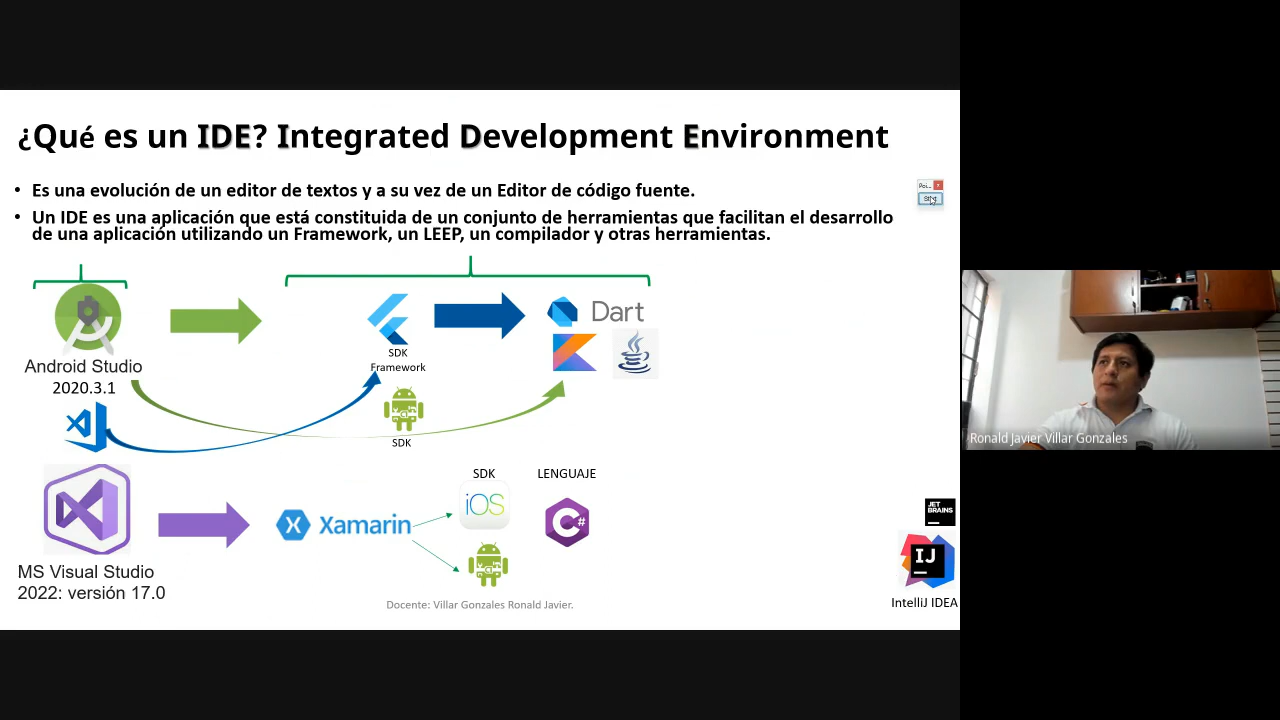 ¿Qué es un IDE? Integrated Development Environment
• Es una evolución de un editor de textos y a su vez de un Editor de código fuente.
• Un IDE es una aplicación que está constituida de un conjunto de herramientas que facilitan el desarrollo
de una aplicación utilizando un Framework, un LEEP, un compilador y otras herramientas.
Poi...
Dart
SDK
Framework
Android Studio
2020.3.1
SDK
SDK
LENGUAJE
iOS
Xamarin
C#
MS Visual Studio
2022: versión 17.0
Docente: Villar Gonzales Ronald Javier.
JET
BRAINS
IJ
IntelliJ IDEA
Ronald Javier Villar Gonzales